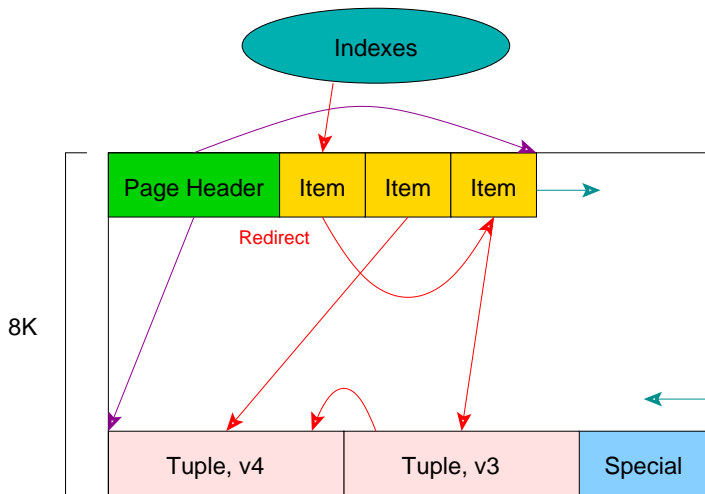 Indexes
Page Header Item Item Item
Redirect
8K
Tuple, v4 Tuple, v3 Special